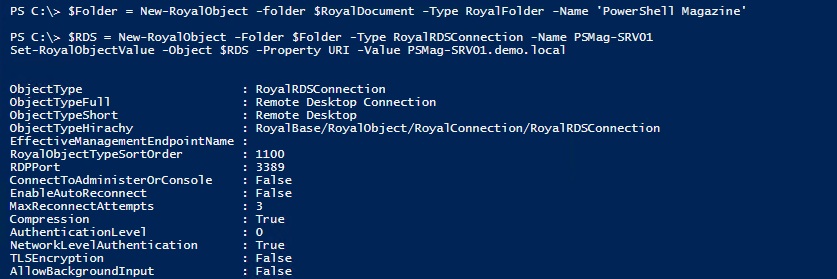 PS C:\> $Folder = New-RoyalObject -folder $RoyalDocument -Type RoyalFolder -Name 'PowerShell Magazine'
PS C:\> $RDS = New-RoyalObject -Folder $Folder -Type RoyalRDSConnection -Name PSMag-SRV01
Set-RoyalObjectValue -Object $RDS -Property URI -Value PSMag-SRV01.demo.local
ObjectType : RoyalRDSConnection
ObjectTypeFull : Remote Desktop Connection
ObjectTypeShort : Remote Desktop
ObjectTypeHirachy : RoyalBase/RoyalObject/RoyalConnection/RoyalRDSConnection
EffectiveManagementEndpointName :
RoyalObjectTypeSortOrder : 1100
RDPPort : 3389
ConnectToAdministerOrConsole : False
EnableAutoReconnect : False
MaxReconnectAttempts : 3
Compression : True
AuthenticationLevel : 0
NetworkLevelAuthentication : True
TLSEncryption : False
AllowBackgroundInput : False